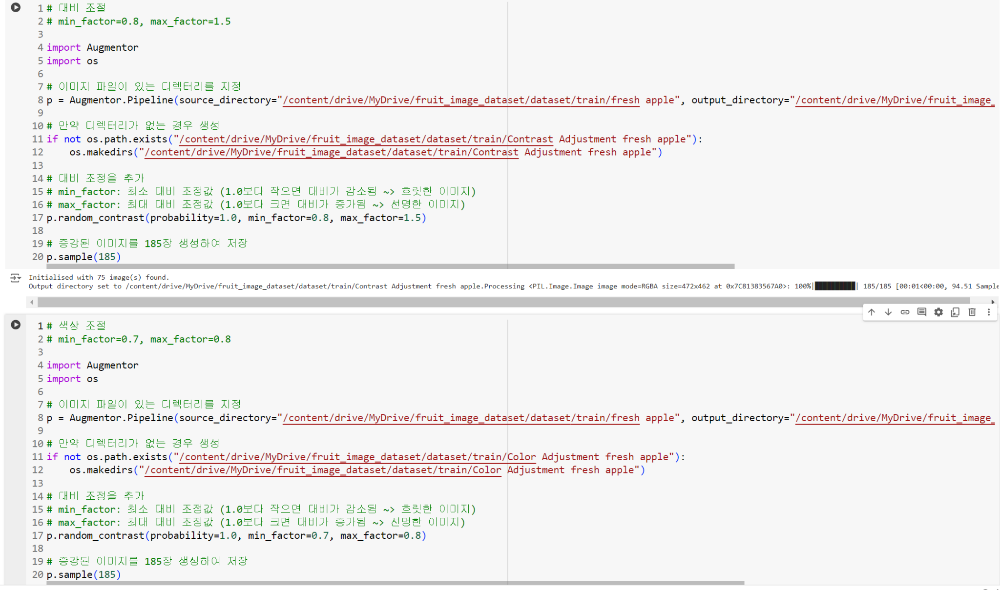 1 # 대비 조절
2 # min_factor=0.8, max_factor=1.5
3
4 import Augmentor
5 import os
6
7 # 이미지 파일이 있는 디렉터리를 지정
8 p = Augmentor.Pipeline(source_directory="/content/drive/MyDrive/fruit_image_dataset/dataset/train/fresh apple", output_directory="/content/drive/MyDrive/fruit_image_
9
10 # 만약 디렉터리가 없는 경우 생성
11 if not os.path.exists("/content/drive/MyDrive/fruit_image_dataset/dataset/train/Contrast Adjustment fresh apple"):
12     os.makedirs("/content/drive/MyDrive/fruit_image_dataset/dataset/train/Contrast Adjustment fresh apple")
13
14 # 대비 조정을 추가
15 # min_factor: 최소 대비 조정값 (1.0보다 작으면 대비가 감소됨 ~> 흐릿한 이미지)
16 # max_factor: 최대 대비 조정값 (1.0보다 크면 대비가 증가됨 ~> 선명한 이미지)
17 p.random_contrast(probability=1.0, min_factor=0.8, max_factor=1.5)
18
19 # 증강된 이미지를 185장 생성하여 저장
20 p.sample(185)
Initialised with 75 image(s) found.
Output directory set to /content/drive/MyDrive/fruit_image_dataset/dataset/train/Contrast Adjustment fresh apple.Processing <PIL.Image.Image image mode=RGBA size=472x462 at 0x7C81383567A0>: 100%|██████████| 185/185 [00:01<00:00, 94.51 Sample
1 # 색상 조절
2 # min_factor=0.7, max_factor=0.8
3
4 import Augmentor
5 import os
6
7 # 이미지 파일이 있는 디렉터리를 지정
8 p = Augmentor.Pipeline(source_directory="/content/drive/MyDrive/fruit_image_dataset/dataset/train/fresh apple", output_directory="/content/drive/MyDrive/fruit_image_
9
10 # 만약 디렉터리가 없는 경우 생성
11 if not os.path.exists("/content/drive/MyDrive/fruit_image_dataset/dataset/train/Color Adjustment fresh apple"):
12     os.makedirs("/content/drive/MyDrive/fruit_image_dataset/dataset/train/Color Adjustment fresh apple")
13
14 # 대비 조정을 추가
15 # min_factor: 최소 대비 조정값 (1.0보다 작으면 대비가 감소됨 ~> 흐릿한 이미지)
16 # max_factor: 최대 대비 조정값 (1.0보다 크면 대비가 증가됨 ~> 선명한 이미지)
17 p.random_contrast(probability=1.0, min_factor=0.7, max_factor=0.8)
18
19 # 증강된 이미지를 185장 생성하여 저장
20 p.sample(185)